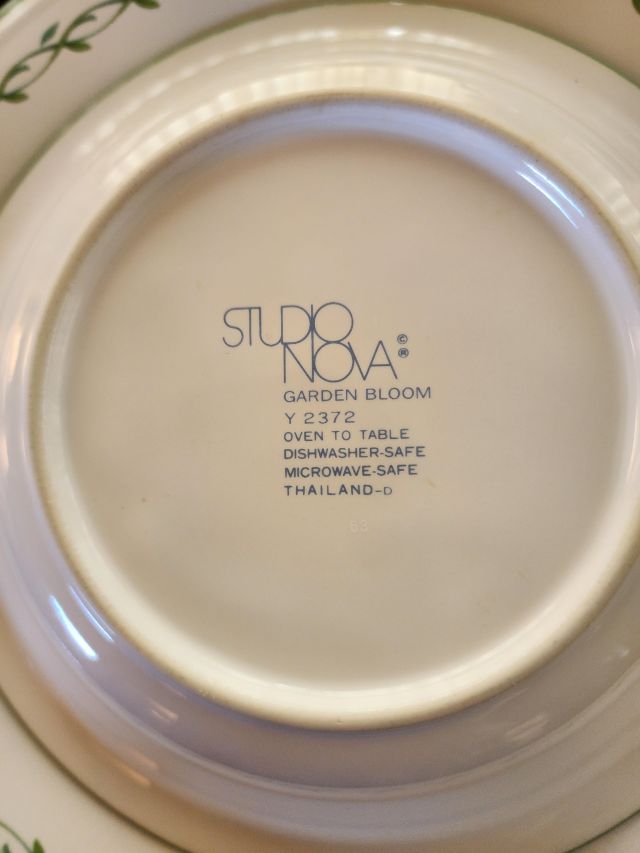 STUDIO
NOVA © ®
GARDEN BLOOM
Y 2372
OVEN TO TABLE
DISHWASHER-SAFE
MICROWAVE-SAFE
THAILAND-D